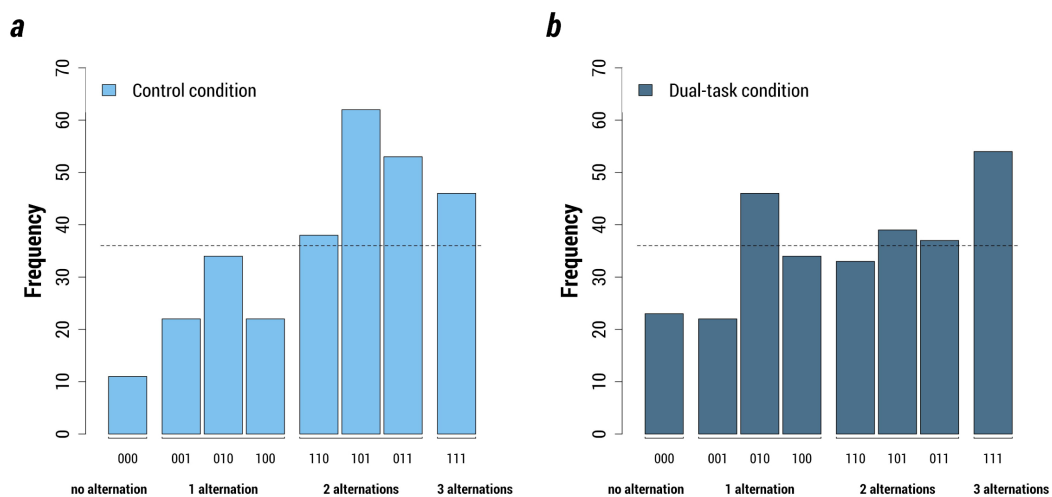 a
70
60
50
40
30
20
10
0
Frequency
Control condition
000 001 010 100 110 101 011 111
no alternation 1 alternation 2 alternations 3 alternations
b
70
60
50
40
30
20
10
0
Frequency
Dual-task condition
000 001 010 100 110 101 011 111
no alternation 1 alternation 2 alternations 3 alternations